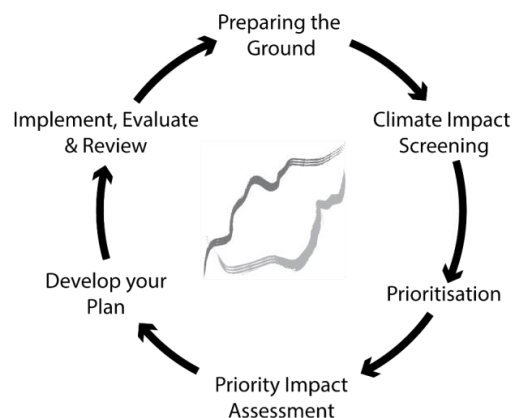 Preparing the
Ground
Climate Impact
Screening
Prioritisation
Priority Impact
Assessment
Develop your
Plan
Implement, Evaluate
& Review